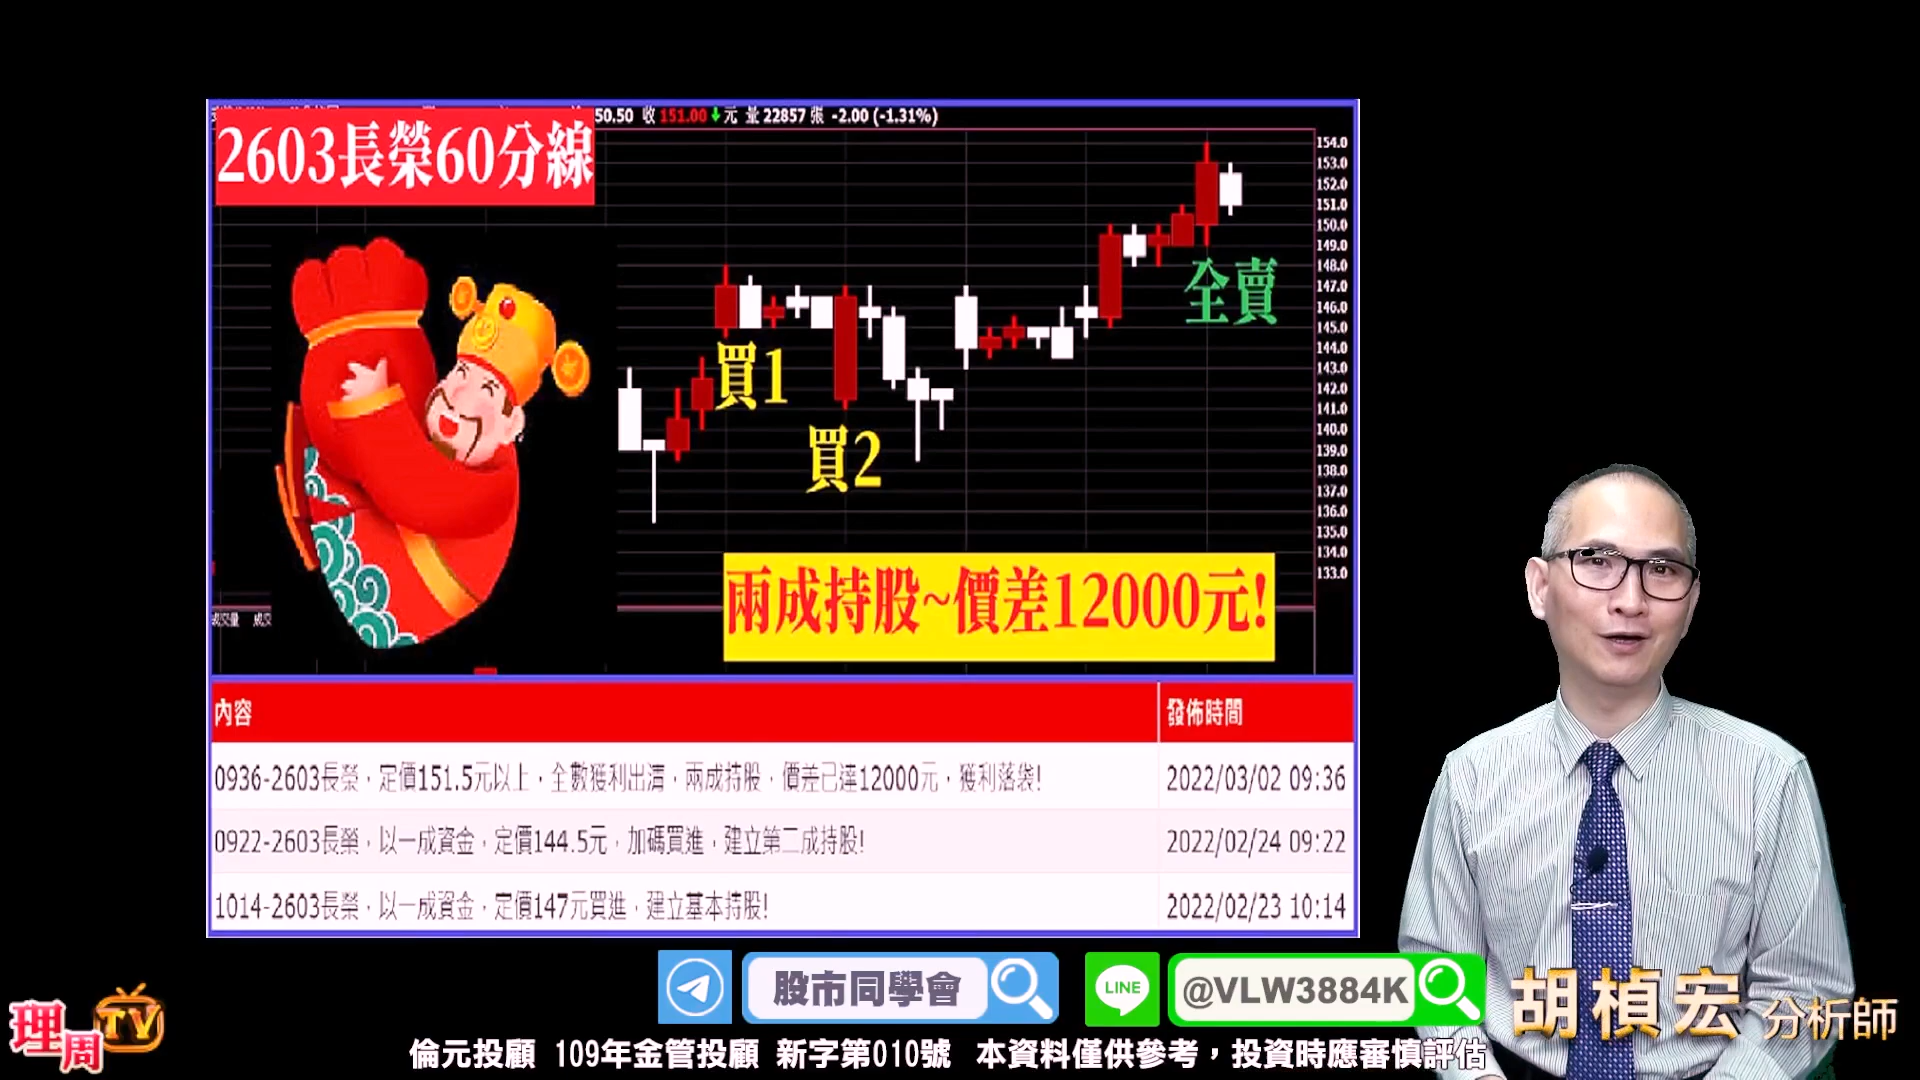 50.50 收 151.00↓元 量 22857 張 -2.00 (-1.31%)
2603長榮60分線
154.0
153.0
152.0
151.0
150.0
149.0
148.0
147.0
146.0
145.0
144.0
143.0
142.0
141.0
140.0
139.0
138.0
137.0
136.0
135.0
134.0
133.0
全賣
買1
買2
兩成持股~價差12000元!
成交量 成交
內容 發佈時間
0936-2603長榮，定價151.5元以上，全數獲利出清，兩成持股，價差已達12000元，獲利落袋! 2022/03/02 09:36
0922-2603長榮，以一成資金，定價144.5元，加碼買進，建立第二成持股! 2022/02/24 09:22
1014-2603長榮，以一成資金，定價147元買進，建立基本持股! 2022/02/23 10:14
股市同學會 LINE @VLW3884K
胡楨宏 分析師
理周TV
倫元投顧 109年金管投顧 新字第010號 本資料僅供參考，投資時應審慎評估